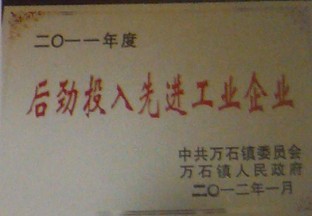 二〇一一年度
后劲投入先进工业企业
中共万石镇委员会
万石镇人民政府
二〇一二年一月